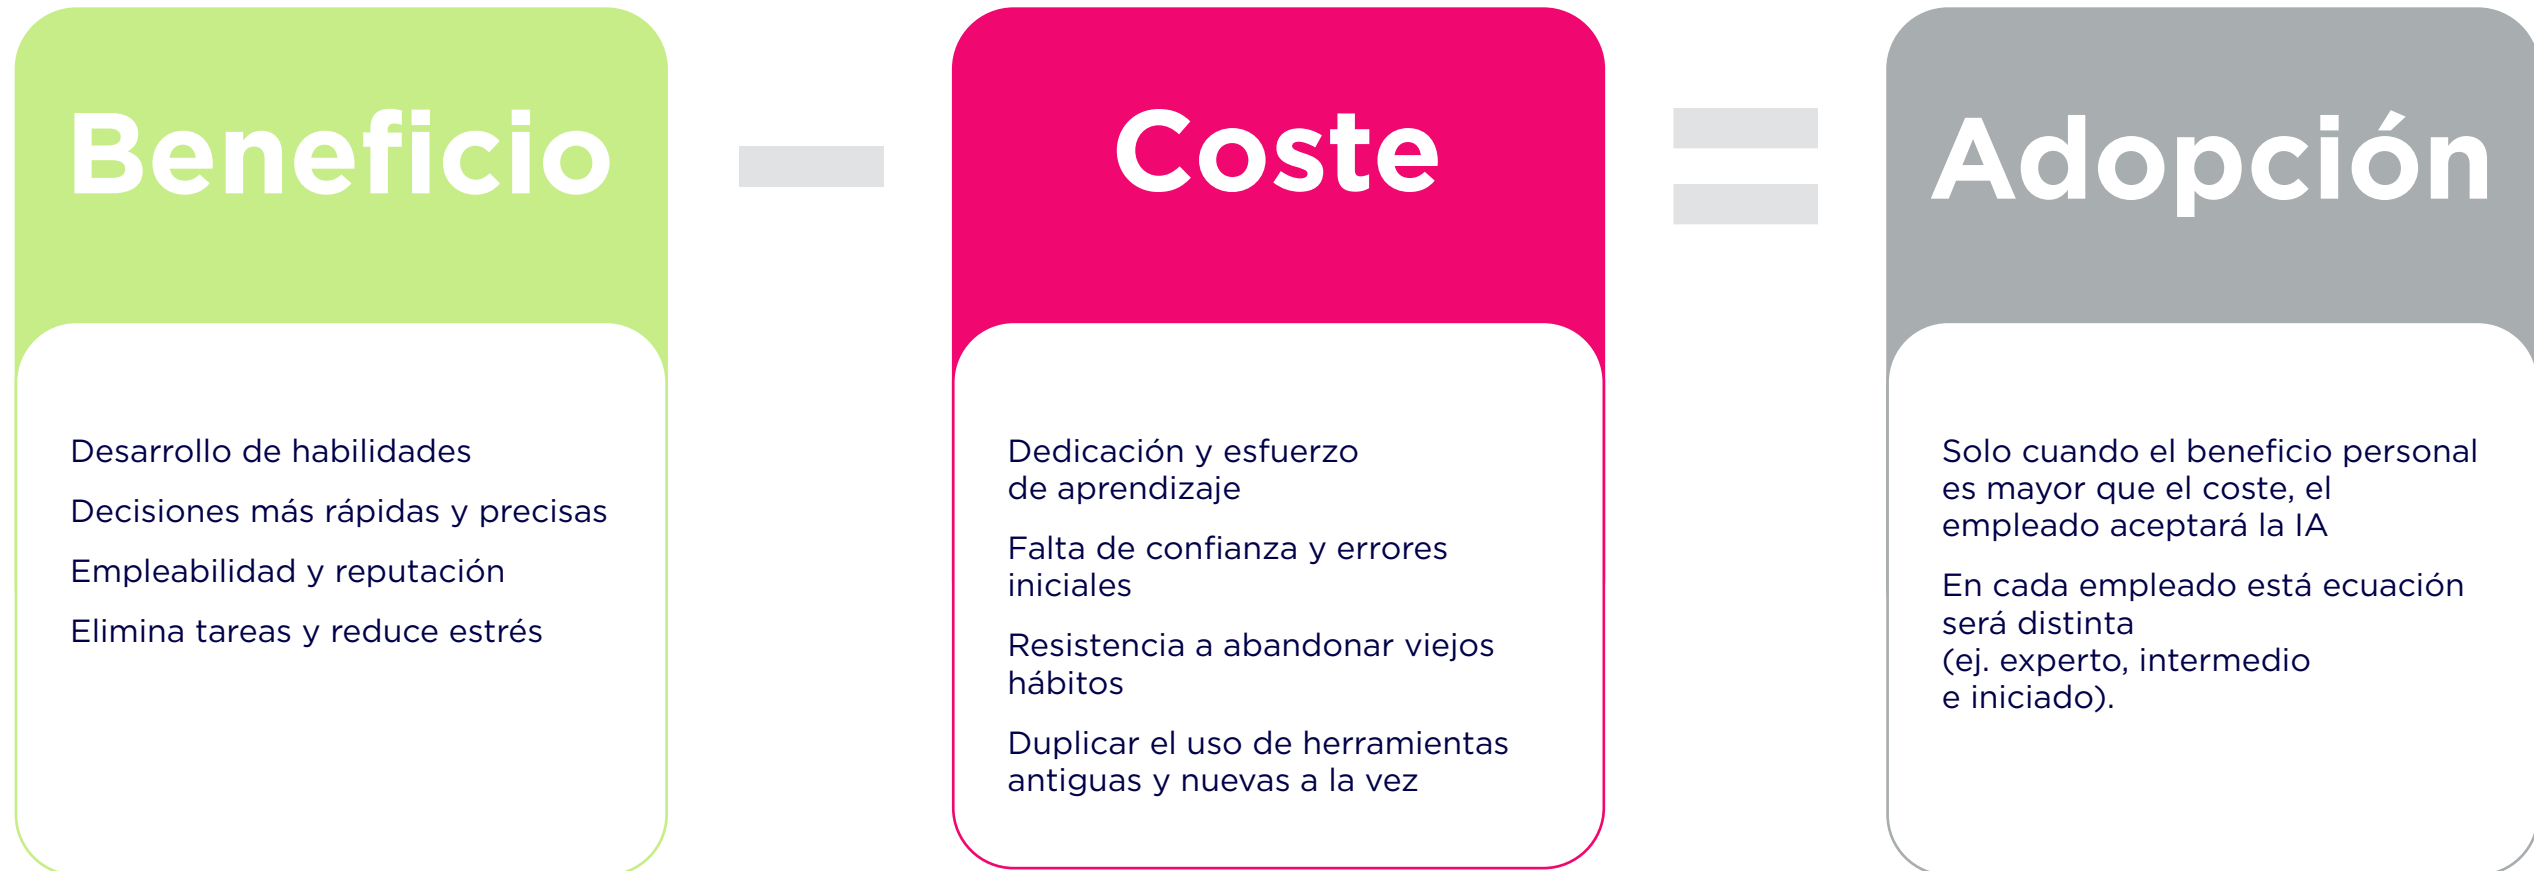 Beneficio
Desarrollo de habilidades
Decisiones más rápidas y precisas
Empleabilidad y reputación
Elimina tareas y reduce estrés
Coste
Dedicación y esfuerzo
de aprendizaje
Falta de confianza y errores
iniciales
Resistencia a abandonar viejos
hábitos
Duplicar el uso de herramientas
antiguas y nuevas a la vez
Adopción
Solo cuando el beneficio personal
es mayor que el coste, el
empleado aceptará la IA
En cada empleado está ecuación
será distinta
(ej. experto, intermedio
e iniciado).